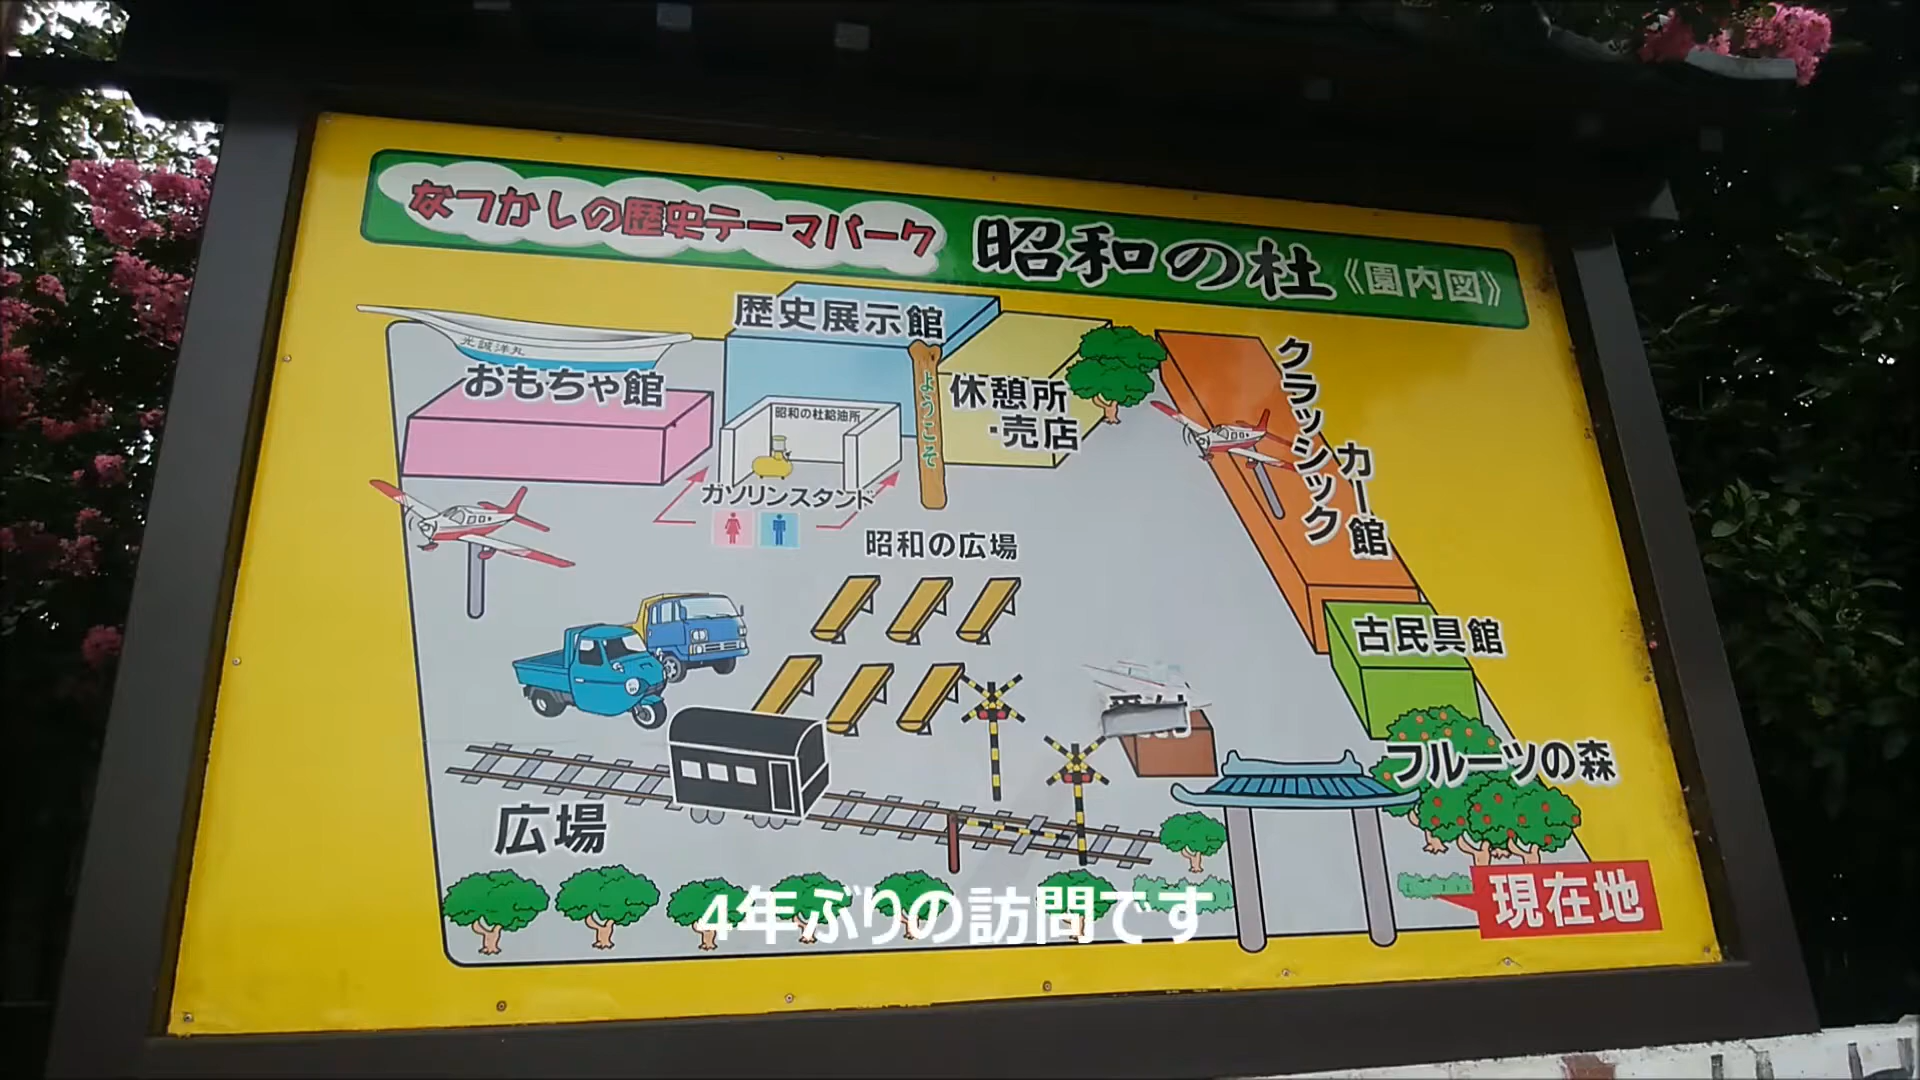 なつかしの歴史テーマパーク 昭和の杜《園内図》
歴史展示館
光誠洋丸
おもちゃ館
昭和の杜給油所
ようこそ
休憩所
・売店
クラッシック
カー館
ガソリンスタンド
昭和の広場
古民具館
フルーツの森
広場
現在地
4年ぶりの訪問です